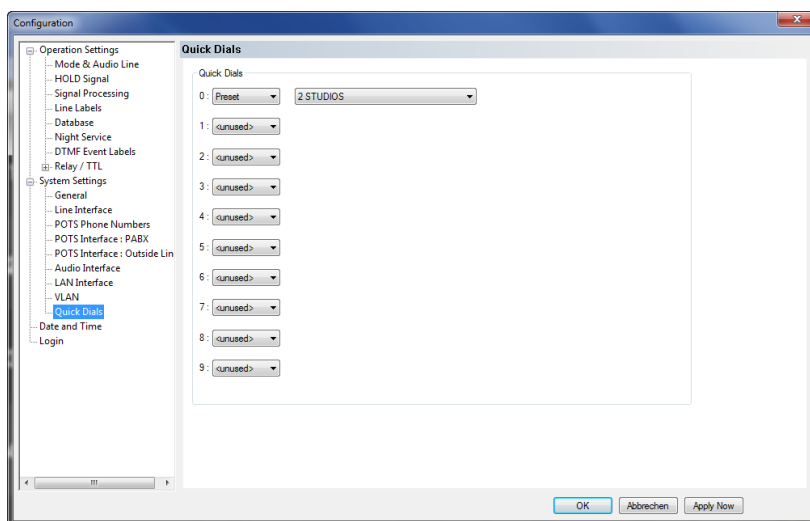 Configuration
Operation Settings
Mode & Audio Line
HOLD Signal
Signal Processing
Line Labels
Database
Night Service
DTMF Event Labels
Relay / TTL
System Settings
General
Line Interface
POTS Phone Numbers
POTS Interface : PABX
POTS Interface : Outside Lin
Audio Interface
LAN Interface
VLAN
Quick Dials
Date and Time
Login
Quick Dials
Quick Dials
0 : Preset 2 STUDIOS
1 : <unused>
2 : <unused>
3 : <unused>
4 : <unused>
5 : <unused>
6 : <unused>
7 : <unused>
8 : <unused>
9 : <unused>
OK Abbrechen Apply Now